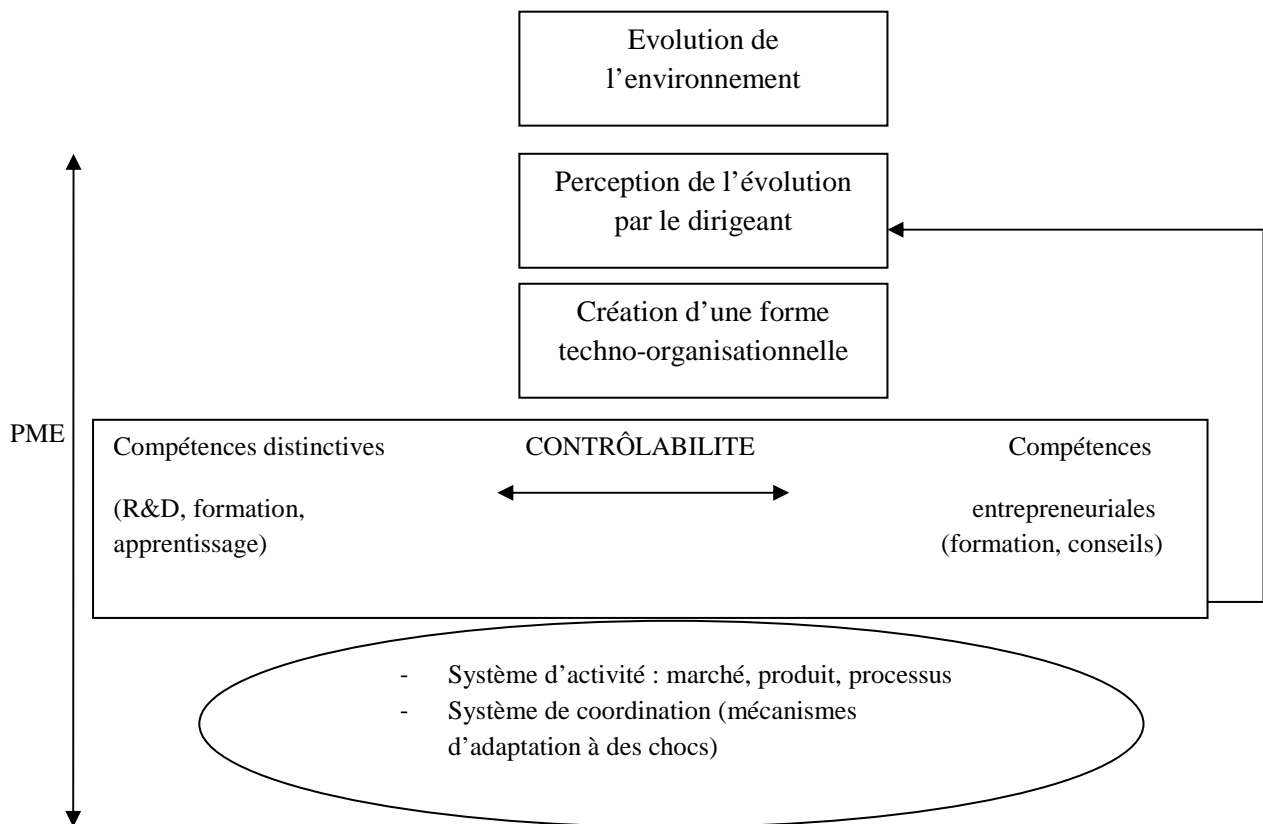 Evolution de
l’environnement
Perception de l’évolution
par le dirigeant
Création d’une forme
techno-organisationnelle
PME
Compétences distinctives
(R&D, formation,
apprentissage)
CONTRÔLABILITE
Compétences
entrepreneuriales
(formation, conseils)
- Système d’activité : marché, produit, processus
- Système de coordination (mécanismes
d’adaptation à des chocs)